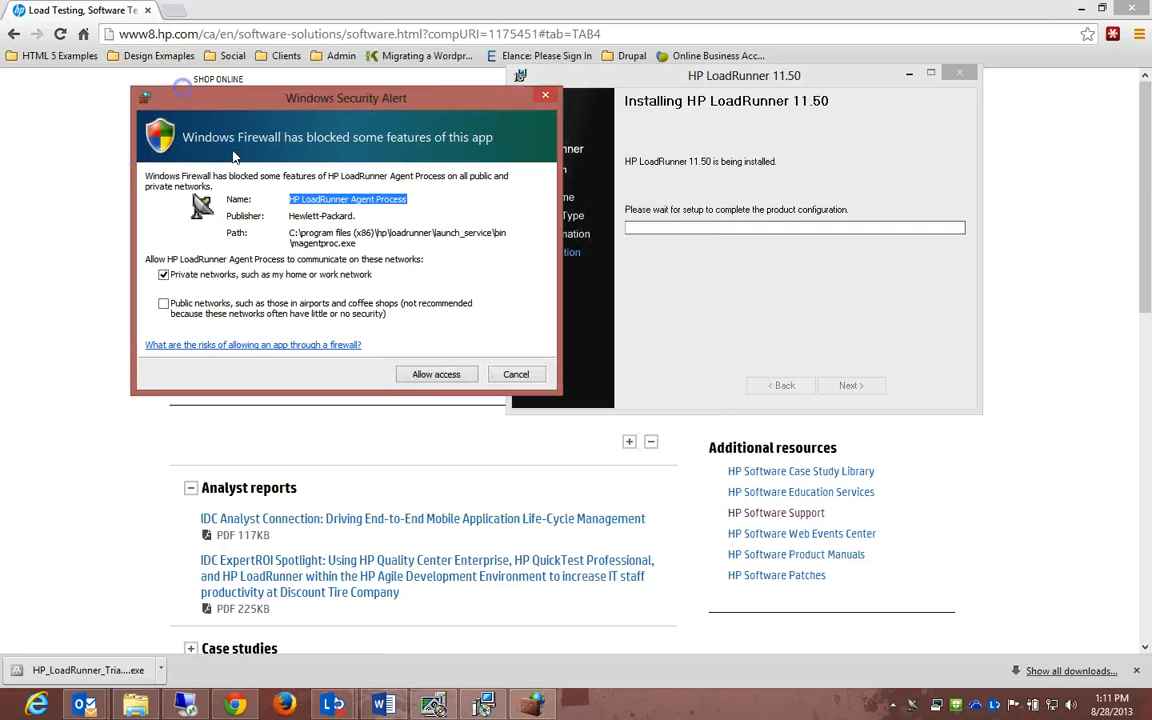 Load Testing, Software Te
www8.hp.com/ca/en/software-solutions/software.html?compURI=1175451#tab=TAB4
HTML 5 Examples
Design Exmaples
Social
Clients
Admin
Migrating a Wordpr...
Elance: Please Sign In
Drupal
Online Business Acc...
SHOP ONLINE
HP LoadRunner 11.50
Windows Security Alert
Windows Firewall has blocked some features of this app
Windows Firewall has blocked some features of HP LoadRunner Agent Process on all public and
private networks.
Name: HP LoadRunner Agent Process
Publisher: Hewlett-Packard.
Path: C:\program files (x86)\hp\loadrunner\launch_service\bin
\magentproc.exe
Allow HP LoadRunner Agent Process to communicate on these networks:
Private networks, such as my home or work network
Public networks, such as those in airports and coffee shops (not recommended
because these networks often have little or no security)
What are the risks of allowing an app through a firewall?
Allow access
Cancel
Installing HP LoadRunner 11.50
HP LoadRunner 11.50 is being installed.
Please wait for setup to complete the product configuration.
< Back
Next >
Analyst reports
IDC Analyst Connection: Driving End-to-End Mobile Application Life-Cycle Management
PDF 117KB
IDC ExpertROI Spotlight: Using HP Quality Center Enterprise, HP QuickTest Professional,
and HP LoadRunner within the HP Agile Development Environment to increase IT staff
productivity at Discount Tire Company
PDF 225KB
Case studies
Additional resources
HP Software Case Study Library
HP Software Education Services
HP Software Support
HP Software Web Events Center
HP Software Product Manuals
HP Software Patches
HP_LoadRunner_Tria....exe
Show all downloads...
1:11 PM
8/28/2013